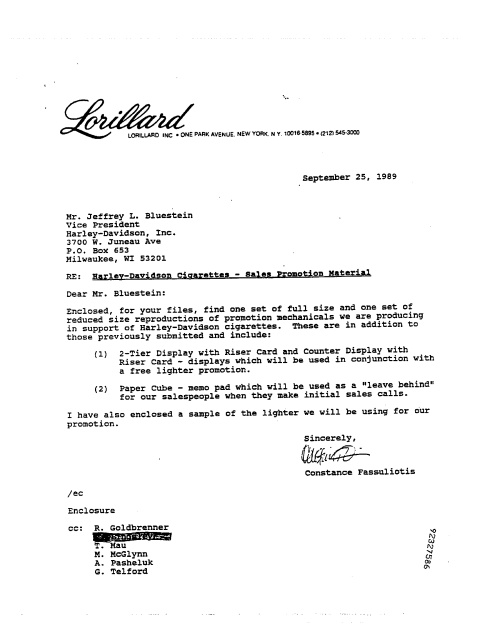 Lorillard
LORILLARD INC • ONE PARK AVENUE, NEW YORK, N.Y. 10016-5895 • (212) 545-3000
September 25, 1989
Mr. Jeffrey L. Bluestein
Vice President
Harley-Davidson, Inc.
3700 W. Juneau Ave
P.O. Box 653
Milwaukee, WI 53201
RE: Harley-Davidson Cigarettes - Sales Promotion Material
Dear Mr. Bluestein:
Enclosed, for your files, find one set of full size and one set of
reduced size reproductions of promotion mechanicals we are producing
in support of Harley-Davidson cigarettes. These are in addition to
those previously submitted and include:
(1) 2-Tier Display with Riser Card and Counter Display with
Riser Card - displays which will be used in conjunction with
a free lighter promotion.
(2) Paper Cube - memo pad which will be used as a "leave behind"
for our salespeople when they make initial sales calls.
I have also enclosed a sample of the lighter we will be using for our
promotion.
Sincerely,
Constance Fassuliotis
/ec
Enclosure
cc: R. Goldbrenner
T. Mau
M. McGlynn
A. Pasheluk
G. Telford
92327586